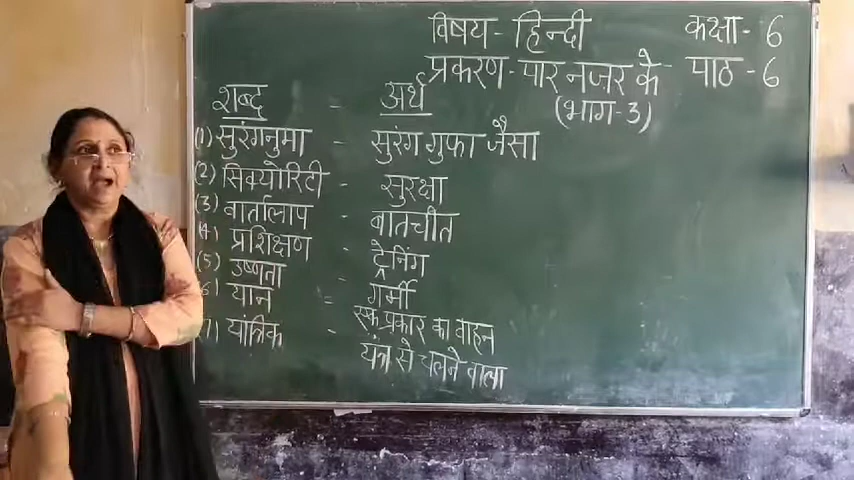 विषय- हिन्दी कक्षा- 6
प्रकरण- पार नजर के पाठ - 6
(भाग-3)
शब्द - अर्थ
(1) सुरंगनुमा - सुरंग गुफा जैसा
(2) सिक्योरिटी - सुरक्षा
(3) वार्तालाप - बातचीत
(4) प्रशिक्षण - ट्रेनिंग
(5) उष्णता - गर्मी
6) यान = एक प्रकार का वाहन
7) यांत्रिक - यंत्र से चलने वाला